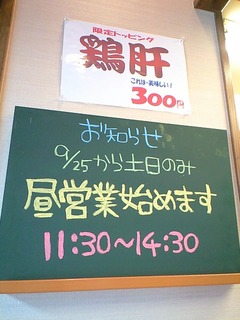 限定トッピング
鶏肝
これは…美味しい!
300円
お知らせ
9/25から土日のみ
昼営業始めます
11:30〜14:30